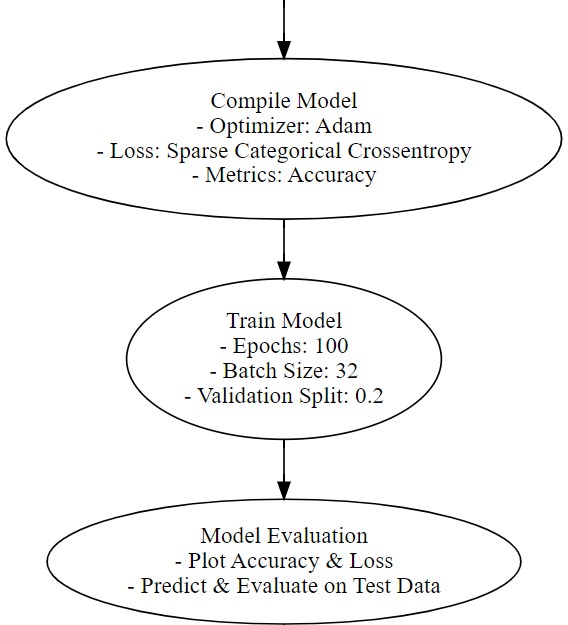 Compile Model
- Optimizer: Adam
- Loss: Sparse Categorical Crossentropy
- Metrics: Accuracy
Train Model
- Epochs: 100
- Batch Size: 32
- Validation Split: 0.2
Model Evaluation
- Plot Accuracy & Loss
- Predict & Evaluate on Test Data